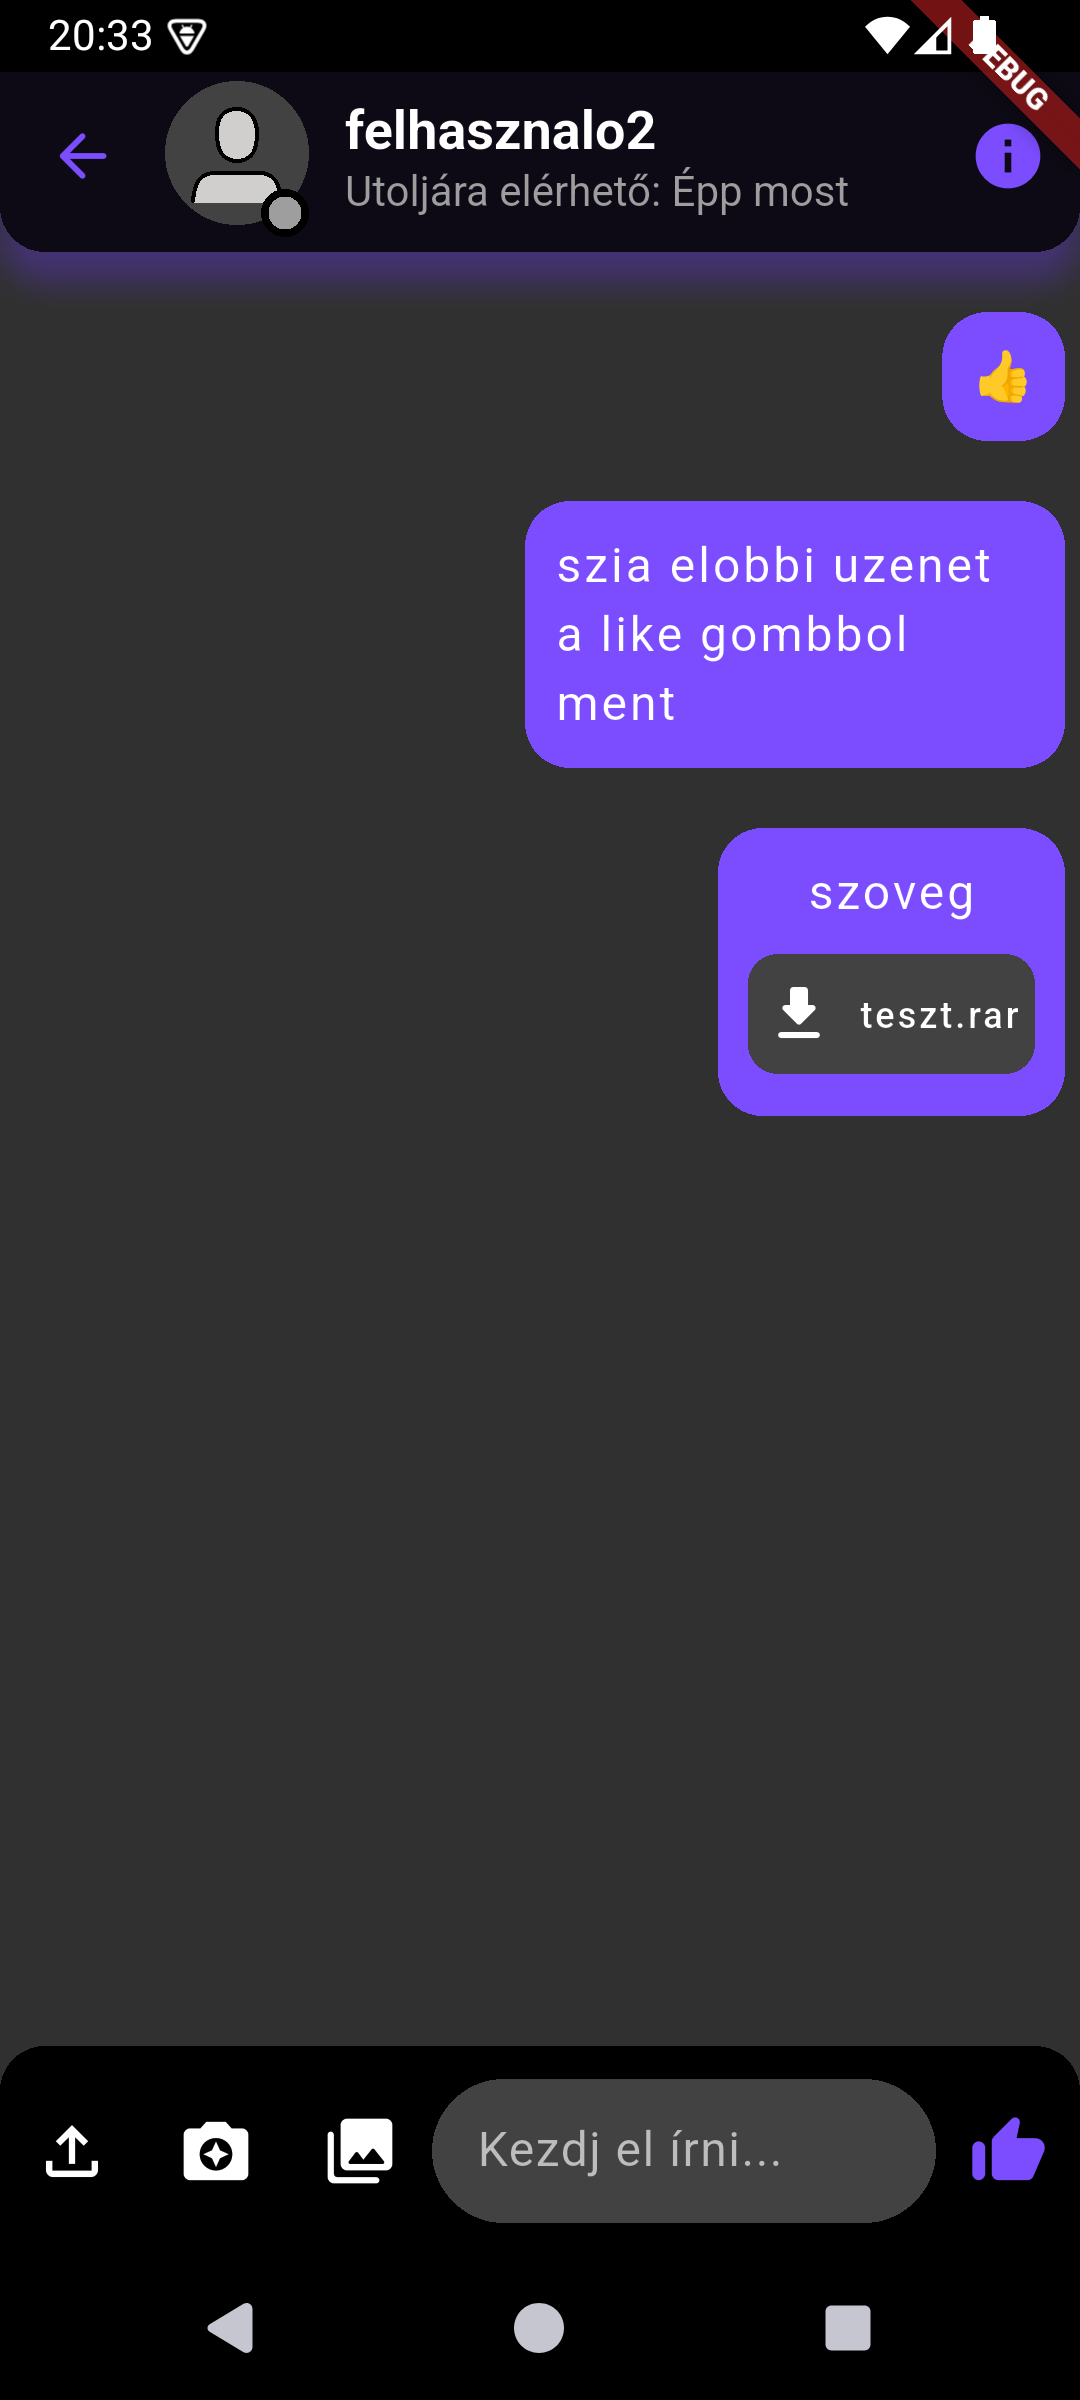 20:33
EBUG
felhasznalo2
Utoljára elérhető: Épp most
👍
szia elobbi uzenet
a like gombbol
ment
szoveg
teszt.rar
Kezdj el írni...